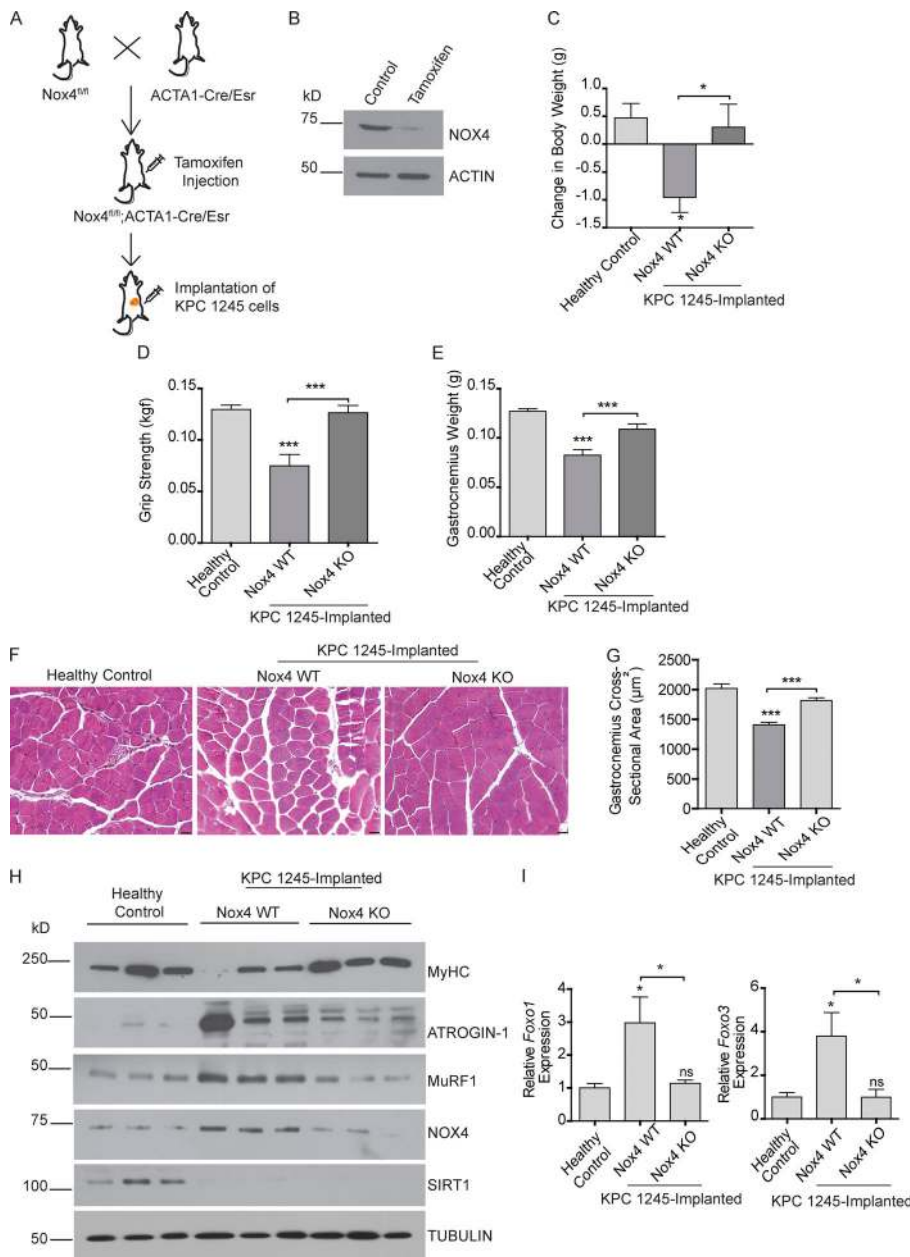 A
Nox4fl/fl
ACTA1-Cre/Esr
Tamoxifen
Injection
Nox4fl/fl;ACTA1-Cre/Esr
Implantation of
KPC 1245 cells
B
kD
Control
Tamoxifen
75
NOX4
50
ACTIN
C
Change in Body Weight (g)
1.0
0.5
0.0
-0.5
-1.0
-1.5
*
*
Healthy Control
Nox4 WT
Nox4 KO
KPC 1245-Implanted
D
Grip Strength (kgf)
0.15
0.10
0.05
0.00
***
***
Healthy
Control
Nox4 WT
Nox4 KO
KPC 1245-Implanted
E
Gastrocnemius Weight (g)
0.15
0.10
0.05
0.00
***
***
Healthy
Control
Nox4 WT
Nox4 KO
KPC 1245-Implanted
F
KPC 1245-Implanted
Healthy Control
Nox4 WT
Nox4 KO
G
Gastrocnemius Cross-
Sectional Area (µm²)
2500
2000
1500
1000
500
0
***
***
Healthy
Control
Nox4 WT
Nox4 KO
KPC 1245-Implanted
H
KPC 1245-Implanted
Healthy
Control
Nox4 WT
Nox4 KO
kD
250
MyHC
50
ATROGIN-1
50
MuRF1
75
NOX4
100
SIRT1
50
TUBULIN
I
Relative Foxo1
Expression
4
3
2
1
0
*
*
ns
Healthy
Control
Nox4 WT
Nox4 KO
KPC 1245-Implanted
Relative Foxo3
Expression
6
4
2
0
*
*
ns
Healthy
Control
Nox4 WT
Nox4 KO
KPC 1245-Implanted